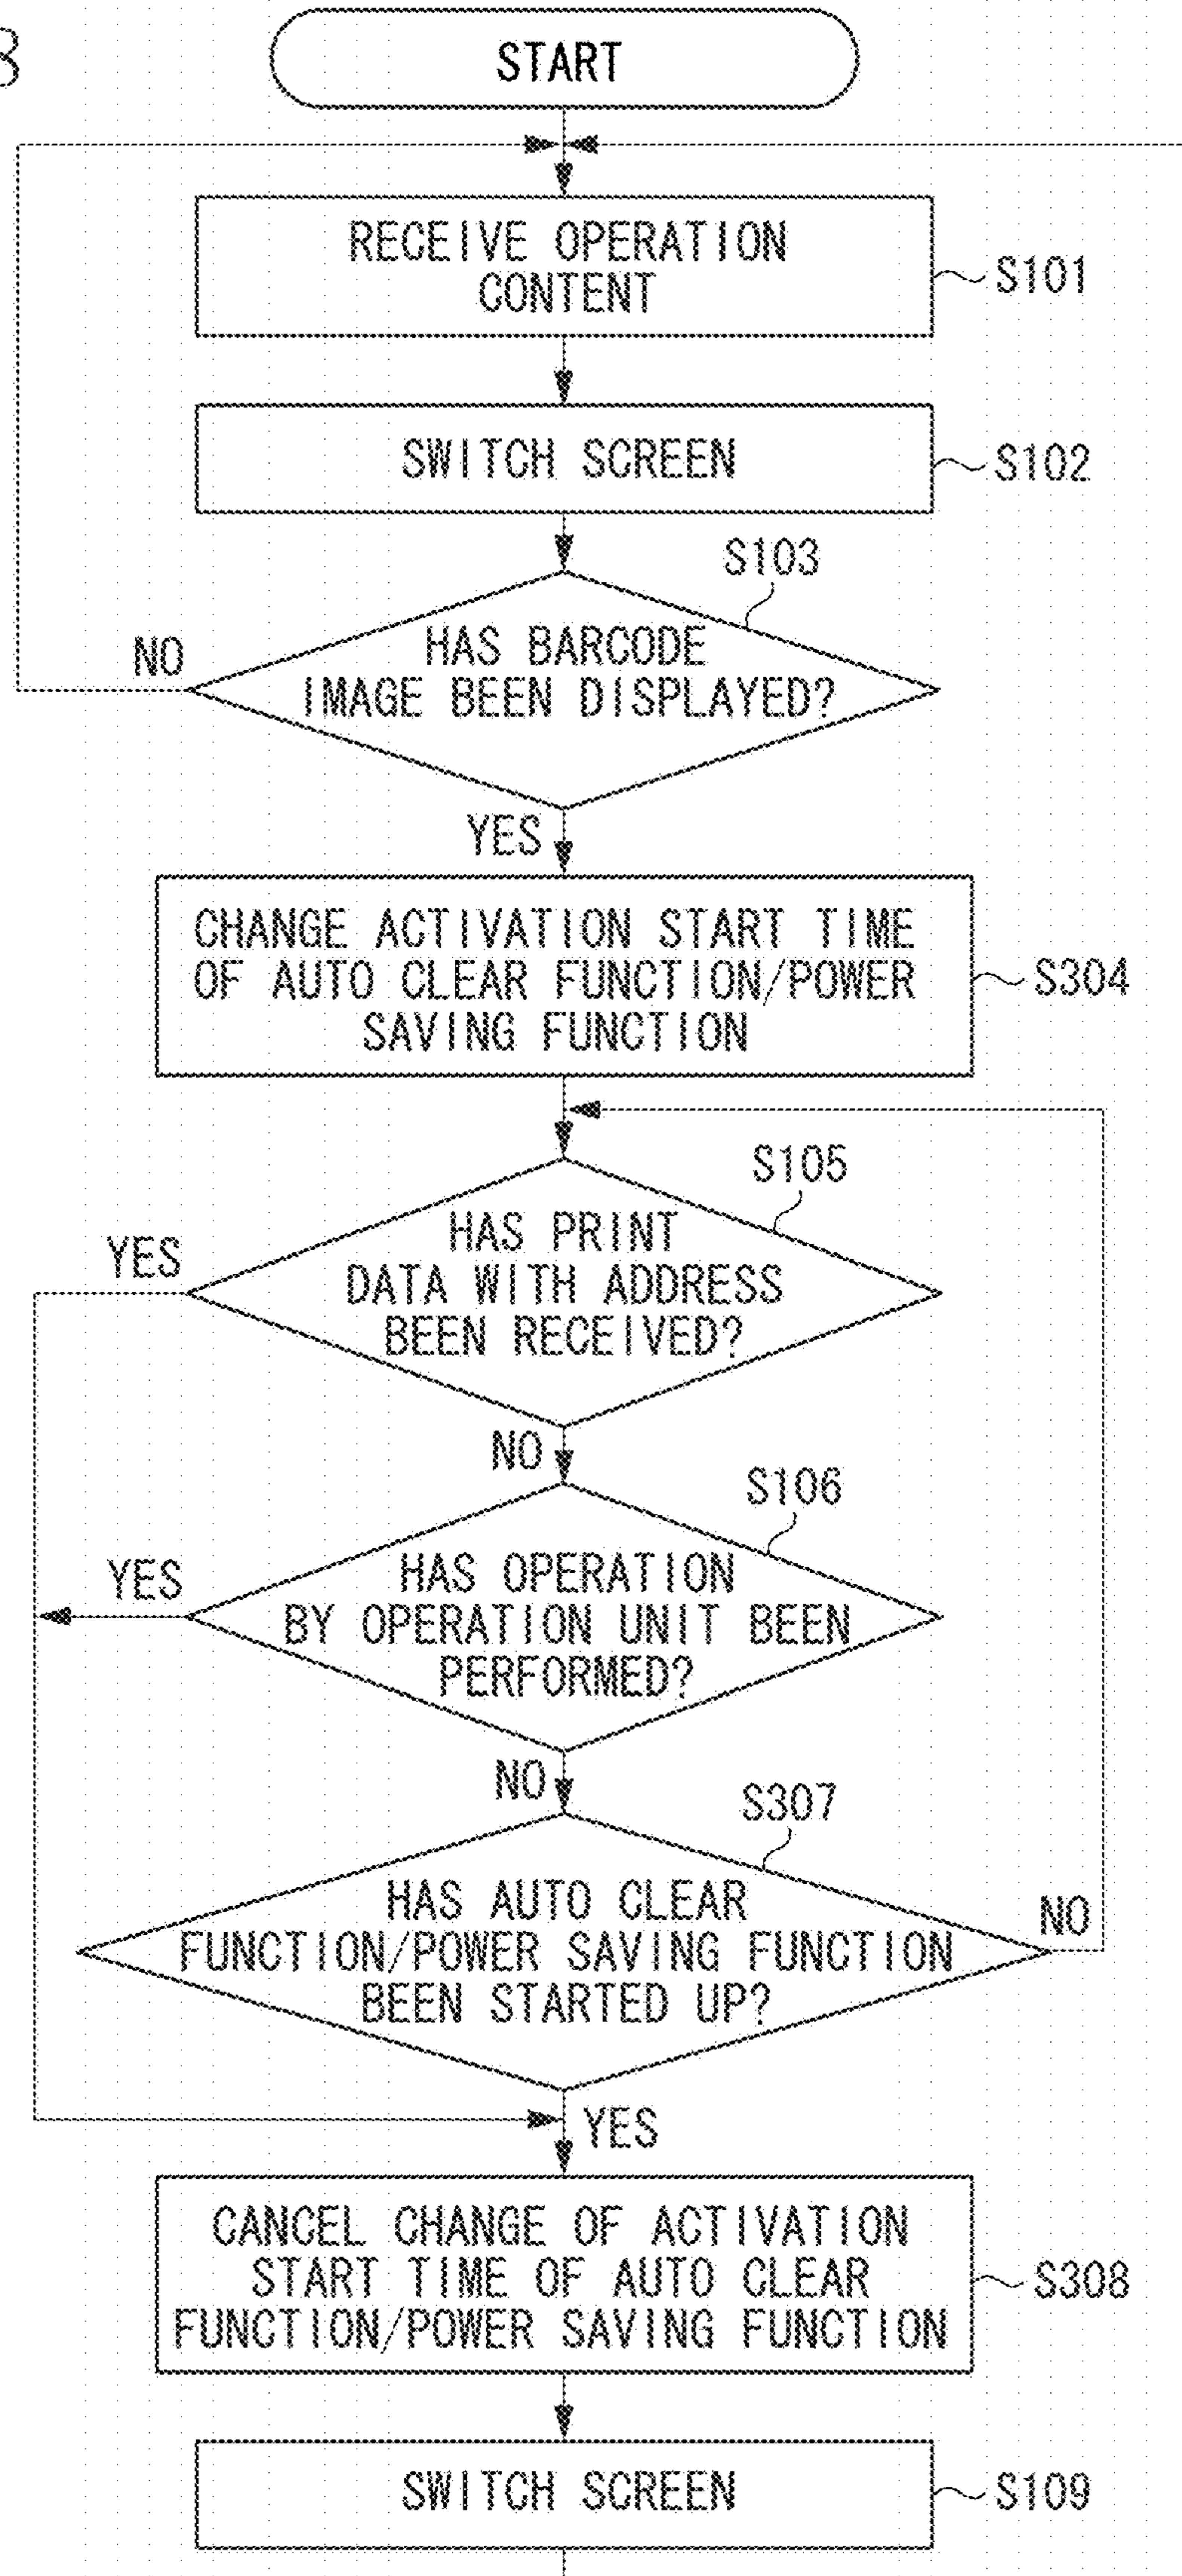 START
RECEIVE OPERATION
CONTENT
S101
SWITCH SCREEN
S102
S103
HAS BARCODE
IMAGE BEEN DISPLAYED?
NO
YES
CHANGE ACTIVATION START TIME
OF AUTO CLEAR FUNCTION/POWER
SAVING FUNCTION
S304
S105
HAS PRINT
DATA WITH ADDRESS
BEEN RECEIVED?
YES
NO
S106
HAS OPERATION
BY OPERATION UNIT BEEN
PERFORMED?
YES
NO
S307
HAS AUTO CLEAR
FUNCTION/POWER SAVING FUNCTION
BEEN STARTED UP?
NO
YES
CANCEL CHANGE OF ACTIVATION
START TIME OF AUTO CLEAR
FUNCTION/POWER SAVING FUNCTION
S308
SWITCH SCREEN
S109